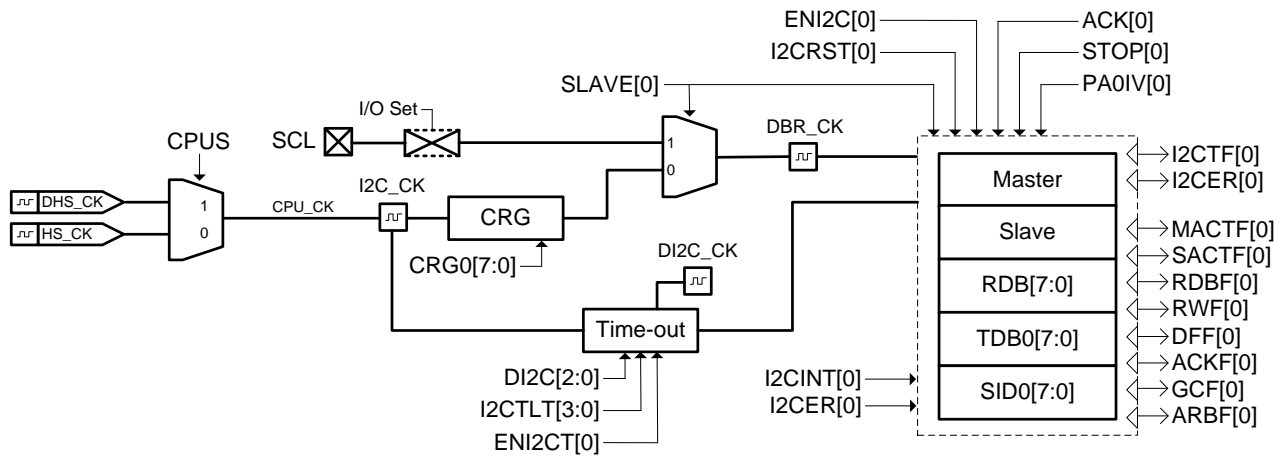 ENI2C[0]
ACK[0]
I2CRST[0]
STOP[0]
SLAVE[0]
PA0IV[0]
I/O Set
SCL
CPUS
DBR_CK
1
0
I2C_CK
DHS_CK
1
HS_CK
0
CPU_CK
CRG
CRG0[7:0]
DI2C_CK
Time-out
DI2C[2:0]
I2CTLT[3:0]
ENI2CT[0]
I2CINT[0]
I2CER[0]
Master
Slave
RDB[7:0]
TDB0[7:0]
SID0[7:0]
I2CTF[0]
I2CER[0]
MACTF[0]
SACTF[0]
RDBF[0]
RWF[0]
DFF[0]
ACKF[0]
GCF[0]
ARBF[0]